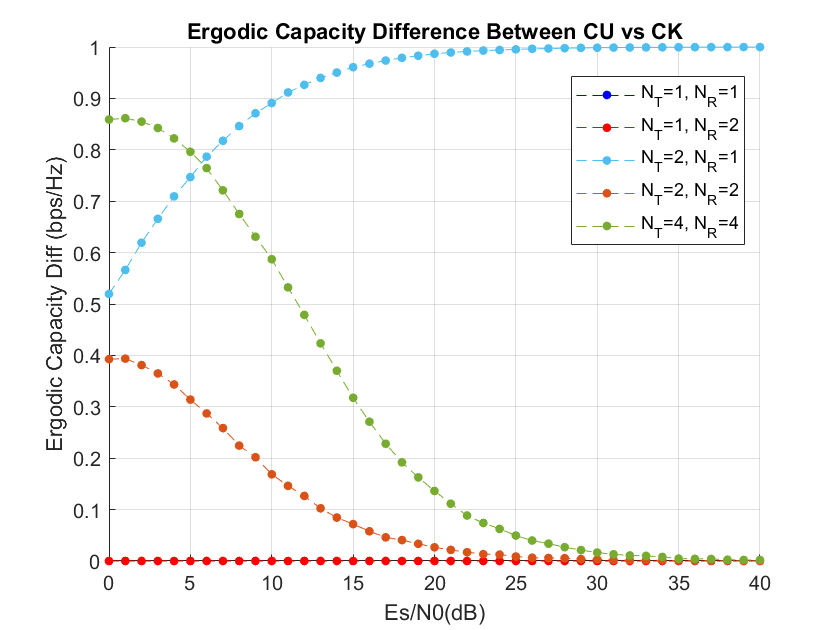 Ergodic Capacity Difference Between CU vs CK
Ergodic Capacity Diff (bps/Hz)
1
0.9
0.8
0.7
0.6
0.5
0.4
0.3
0.2
0.1
0
N_T=1, N_R=1
N_T=1, N_R=2
N_T=2, N_R=1
N_T=2, N_R=2
N_T=4, N_R=4
0 5 10 15 20 25 30 35 40
Es/N0(dB)